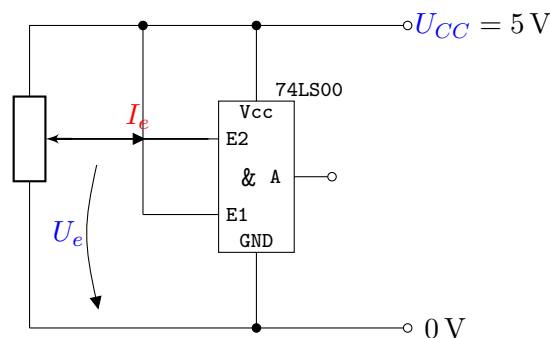 U_CC = 5 V
74LS00
Vcc
I_e
E2
& A
E1
U_e
GND
0 V